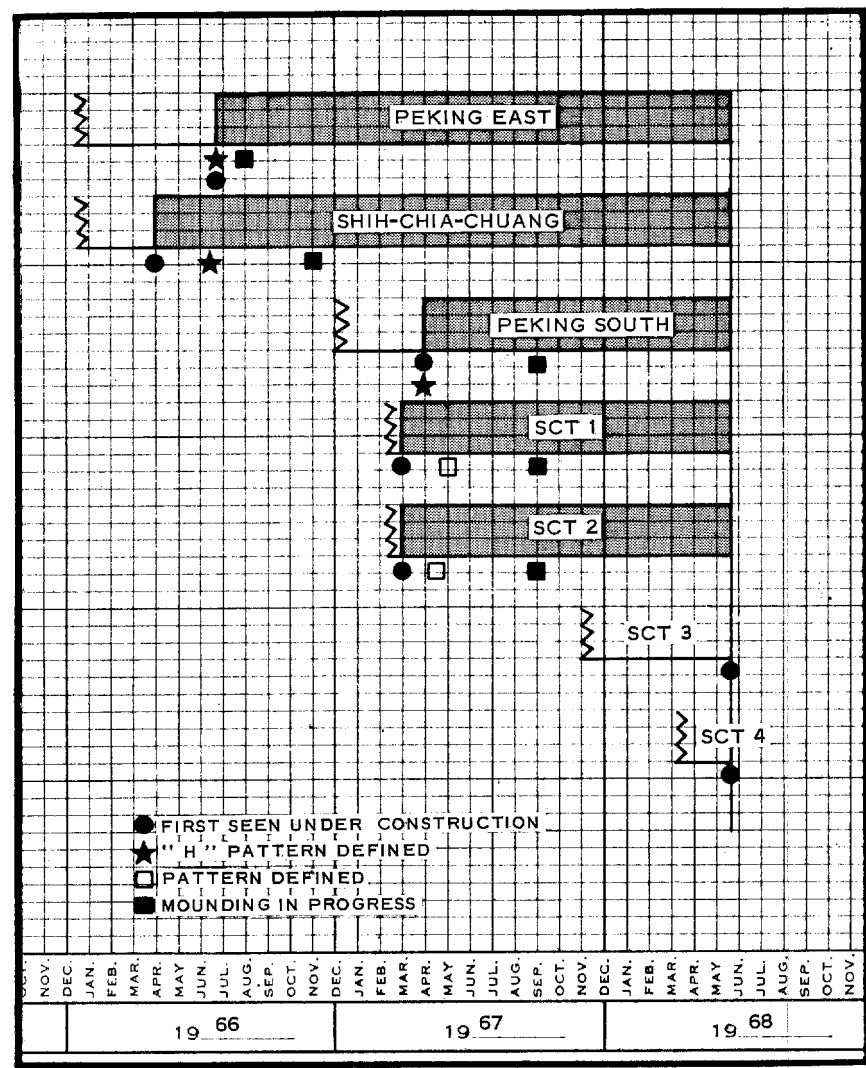 PEKING EAST
SHIH-CHIA-CHUANG
PEKING SOUTH
SCT 1
SCT 2
SCT 3
SCT 4
FIRST SEEN UNDER CONSTRUCTION
"H" PATTERN DEFINED
PATTERN DEFINED
MOUNDING IN PROGRESS
OCT. NOV. DEC. JAN. FEB. MAR. APR. MAY JUN. JUL. AUG. SEP. OCT. NOV. DEC. JAN. FEB. MAR. APR. MAY JUN. JUL. AUG. SEP. OCT. NOV. DEC. JAN. FEB. MAR. APR. MAY JUN. JUL. AUG. SEP. OCT. NOV.
19 66 19 67 19 68